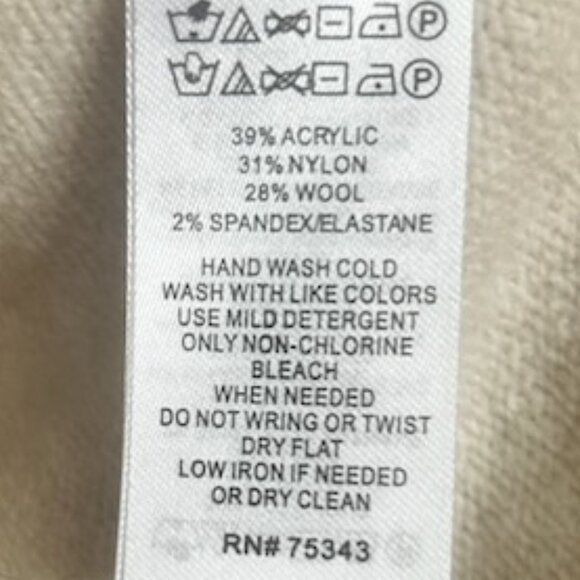 P
P
39% ACRYLIC
31% NYLON
28% WOOL
2% SPANDEX/ELASTANE
HAND WASH COLD
WASH WITH LIKE COLORS
USE MILD DETERGENT
ONLY NON-CHLORINE
BLEACH
WHEN NEEDED
DO NOT WRING OR TWIST
DRY FLAT
LOW IRON IF NEEDED
OR DRY CLEAN
RN# 75343